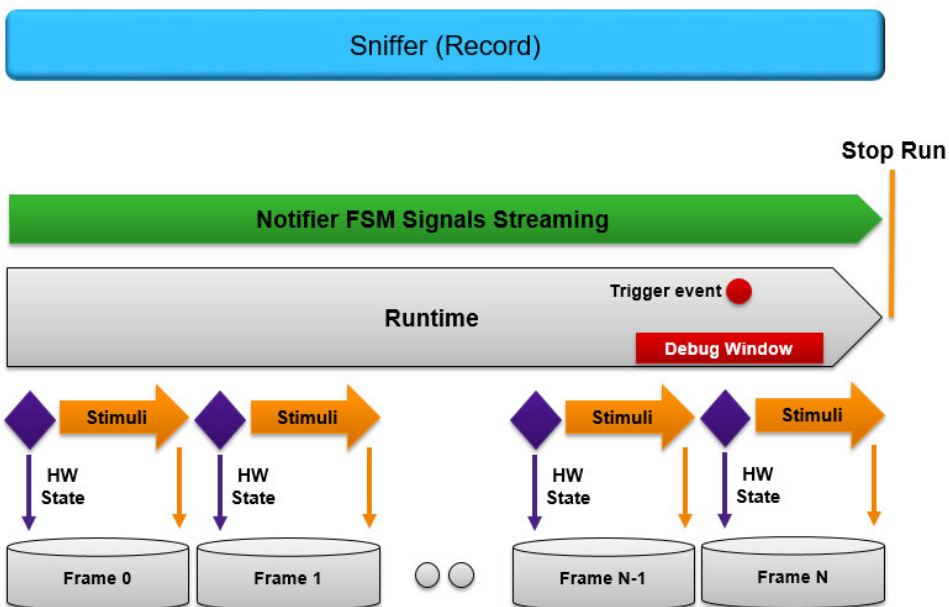 Sniffer (Record)
Stop Run
Notifier FSM Signals Streaming
Trigger event
Runtime
Debug Window
Stimuli
Stimuli
Stimuli
Stimuli
HW
State
HW
State
HW
State
HW
State
Frame 0
Frame 1
Frame N-1
Frame N